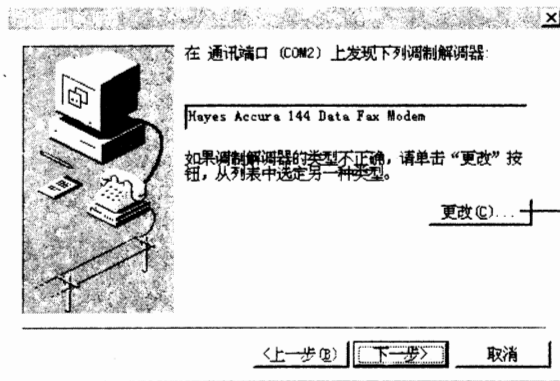 在 通讯端口 (COM2) 上发现下列调制解调器:
Hayes Accura 144 Data Fax Modem
如果调制解调器的类型不正确，请单击“更改”按
钮，从列表中选定另一种类型。
更改(C)...
<上一步(B)
下一步>
取消